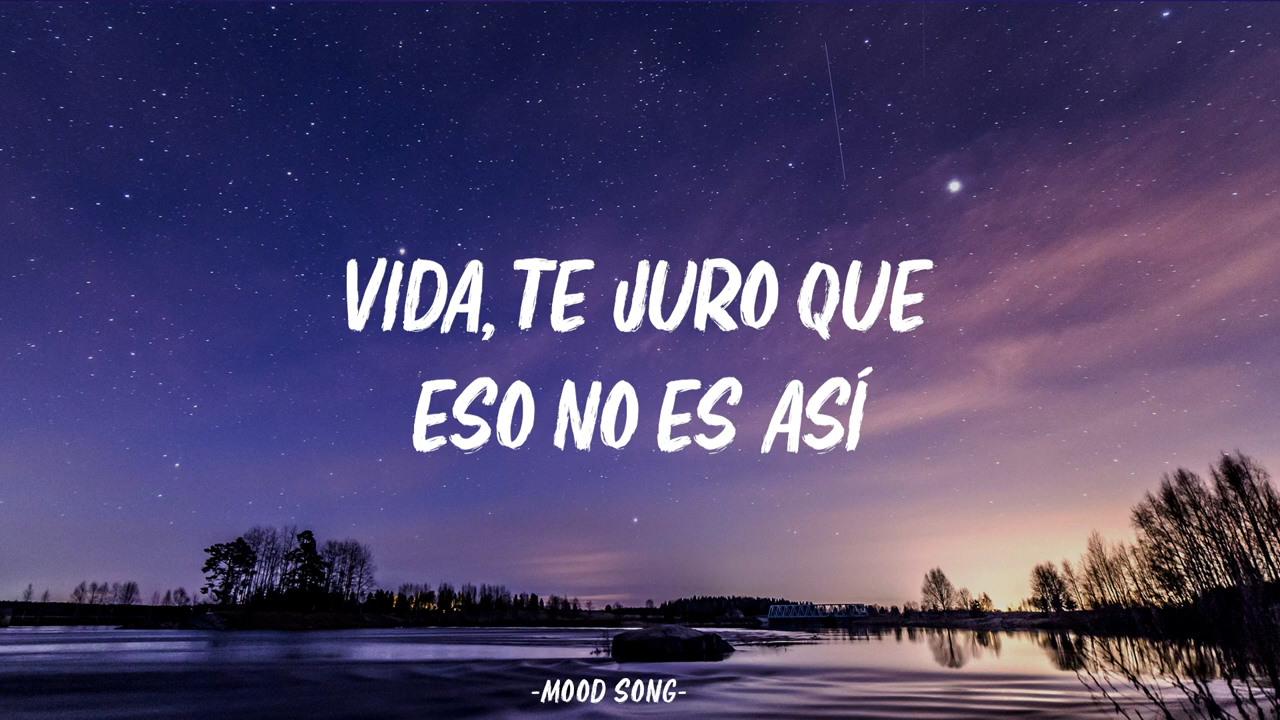 VIDA, TE JURO QUE
ESO NO ES ASÍ
-MOOD SONG-